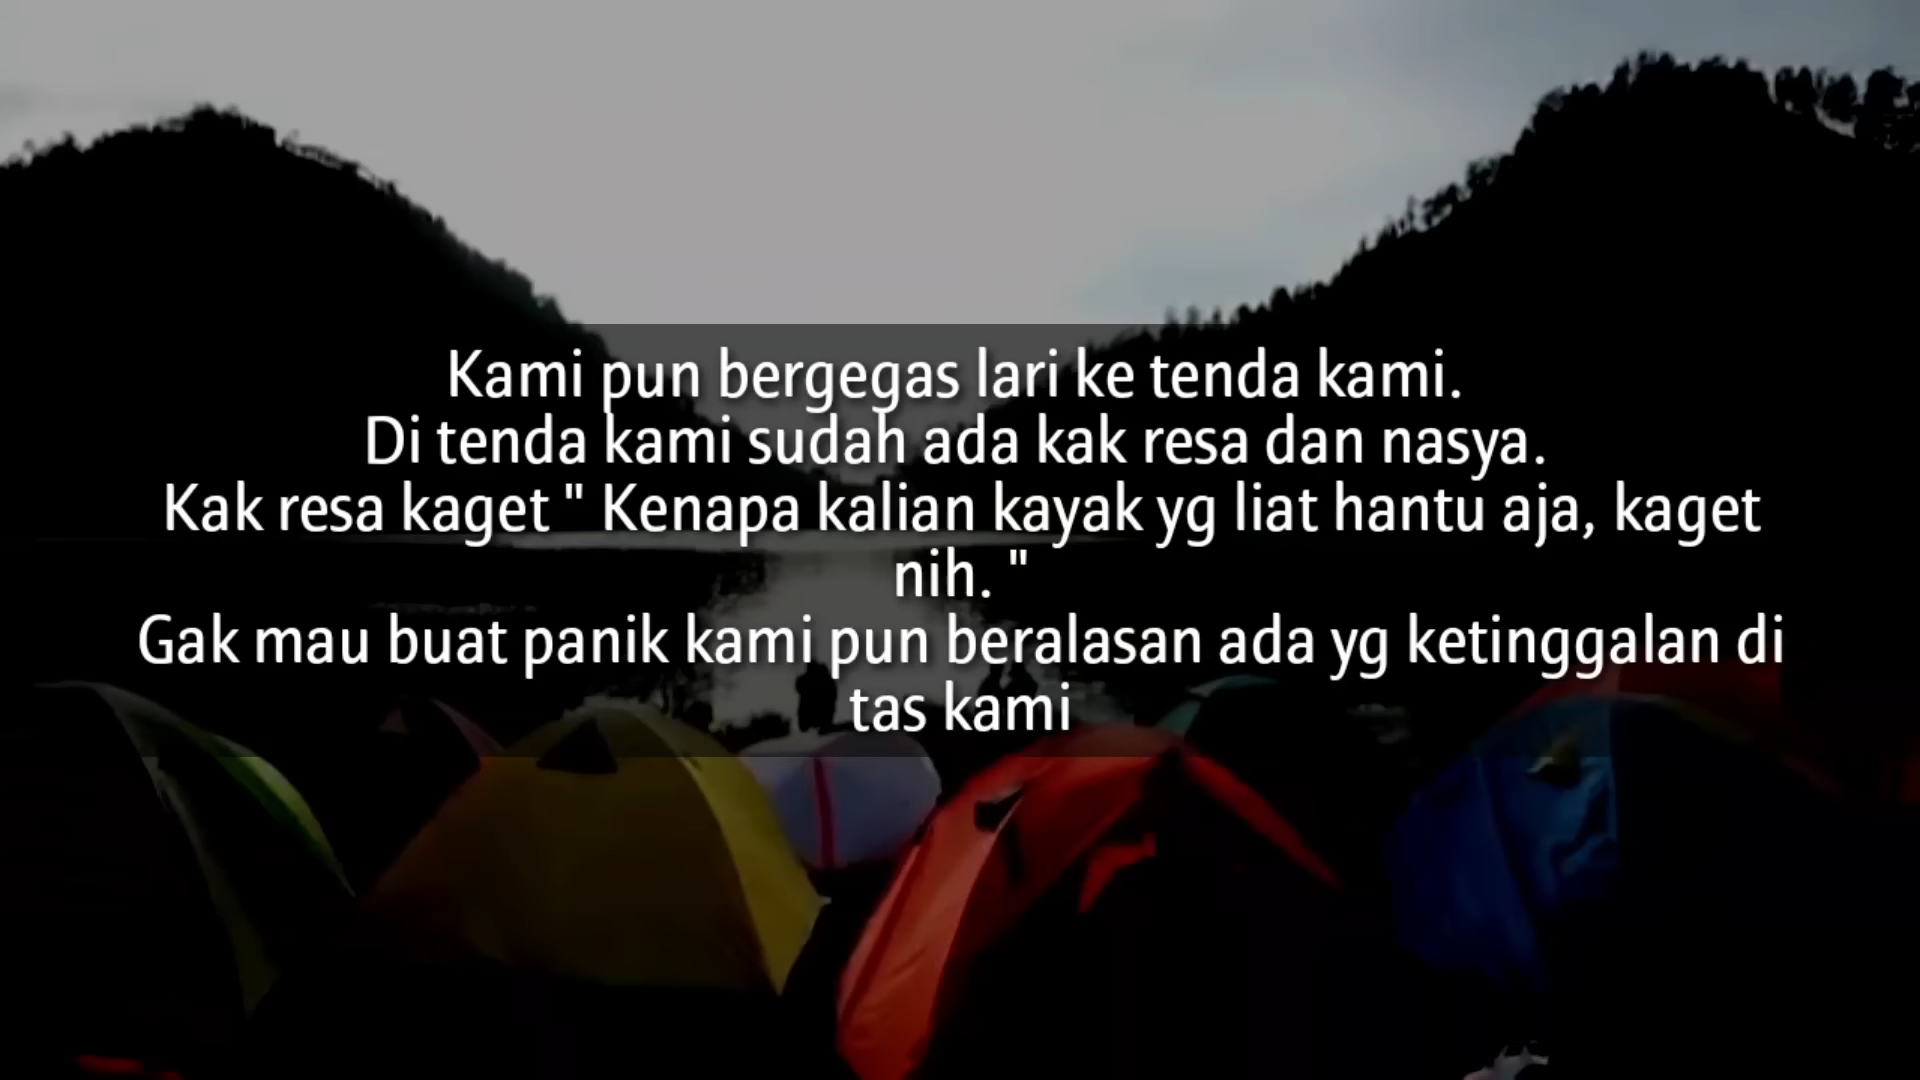 Kami pun bergegas lari ke tenda kami.
Di tenda kami sudah ada kak resa dan nasya.
Kak resa kaget " Kenapa kalian kayak yg liat hantu aja, kaget
nih. "
Gak mau buat panik kami pun beralasan ada yg ketinggalan di
tas kami